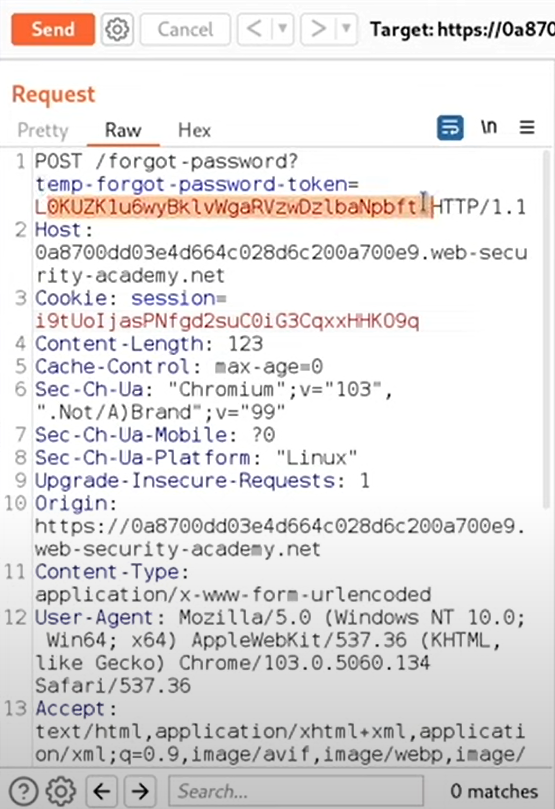 Send
Cancel
<
>
Target: https://0a870
Request
Pretty
Raw
Hex
\n
1 POST /forgot-password?
temp-forgot-password-token=
HTTP/1.1
2 Host:
0a8700dd03e4d664c028d6c200a700e9.web-secu
rity-academy.net
3 Cookie: session=
i9tUoIjasPNfgd2suC0iG3CqxxHHKO9q
4 Content-Length: 123
5 Cache-Control: max-age=0
6 Sec-Ch-Ua: "Chromium";v="103",
".Not/A)Brand";v="99"
7 Sec-Ch-Ua-Mobile: ?0
8 Sec-Ch-Ua-Platform: "Linux"
9 Upgrade-Insecure-Requests: 1
10 Origin:
https://0a8700dd03e4d664c028d6c200a700e9.
web-security-academy.net
11 Content-Type:
application/x-www-form-urlencoded
12 User-Agent: Mozilla/5.0 (Windows NT 10.0;
Win64; x64) AppleWebKit/537.36 (KHTML,
like Gecko) Chrome/103.0.5060.134
Safari/537.36
13 Accept:
text/html,application/xhtml+xml,applicati
on/xml;q=0.9,image/avif,image/webp,image/
Search...
0 matches